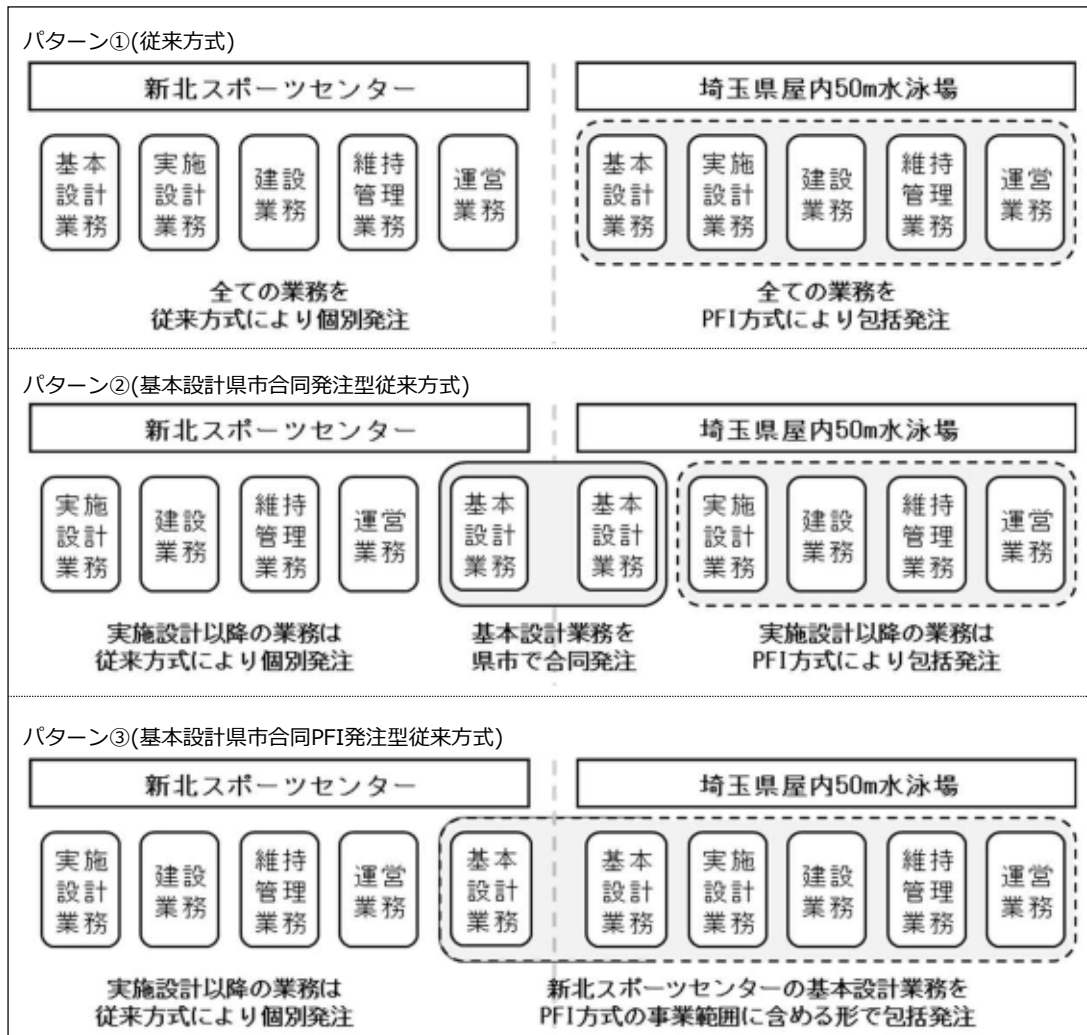 パターン①(従来方式)
新北スポーツセンター
埼玉県屋内50m水泳場
基本
設計
業務
実施
設計
業務
建設
業務
維持
管理
業務
運営
業務
基本
設計
業務
実施
設計
業務
建設
業務
維持
管理
業務
運営
業務
全ての業務を
従来方式により個別発注
全ての業務を
PFI方式により包括発注
パターン②(基本設計県市合同発注型従来方式)
新北スポーツセンター
埼玉県屋内50m水泳場
実施
設計
業務
建設
業務
維持
管理
業務
運営
業務
基本
設計
業務
基本
設計
業務
実施
設計
業務
建設
業務
維持
管理
業務
運営
業務
実施設計以降の業務は
従来方式により個別発注
基本設計業務を
県市で合同発注
実施設計以降の業務は
PFI方式により包括発注
パターン③(基本設計県市合同PFI発注型従来方式)
新北スポーツセンター
埼玉県屋内50m水泳場
実施
設計
業務
建設
業務
維持
管理
業務
運営
業務
基本
設計
業務
基本
設計
業務
実施
設計
業務
建設
業務
維持
管理
業務
運営
業務
実施設計以降の業務は
従来方式により個別発注
新北スポーツセンターの基本設計業務を
PFI方式の事業範囲に含める形で包括発注